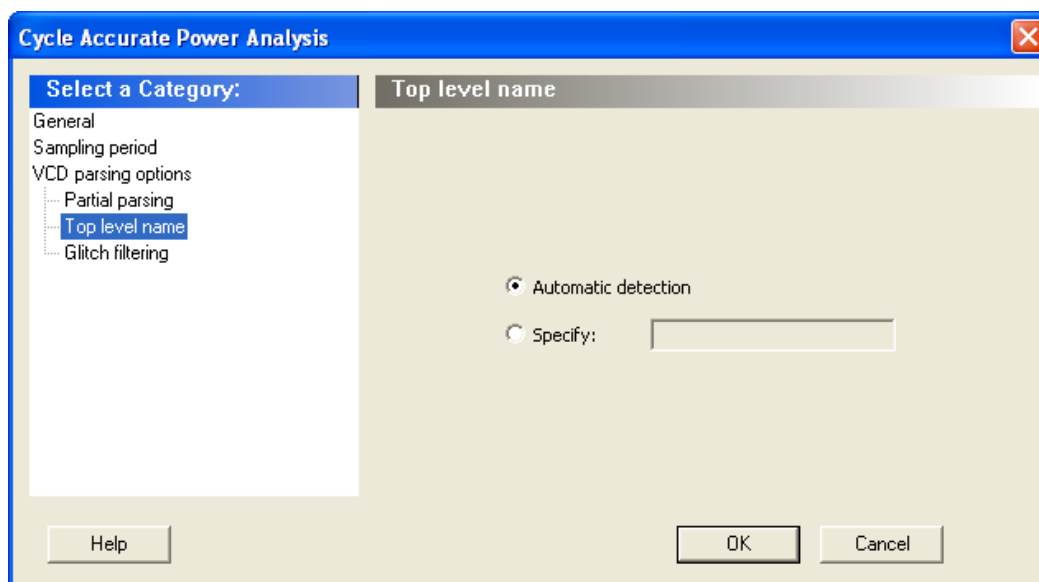 Cycle Accurate Power Analysis
Select a Category:
General
Sampling period
VCD parsing options
Partial parsing
Top level name
Glitch filtering
Top level name
Automatic detection
Specify:
Help
OK
Cancel